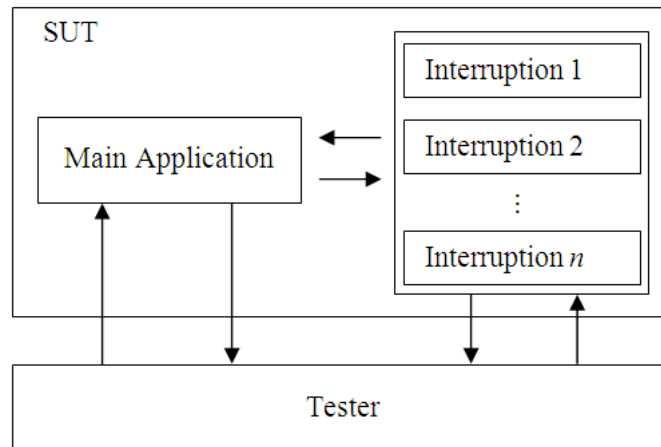 SUT
Interruption 1
Main Application
Interruption 2
⋮
Interruption n
Tester